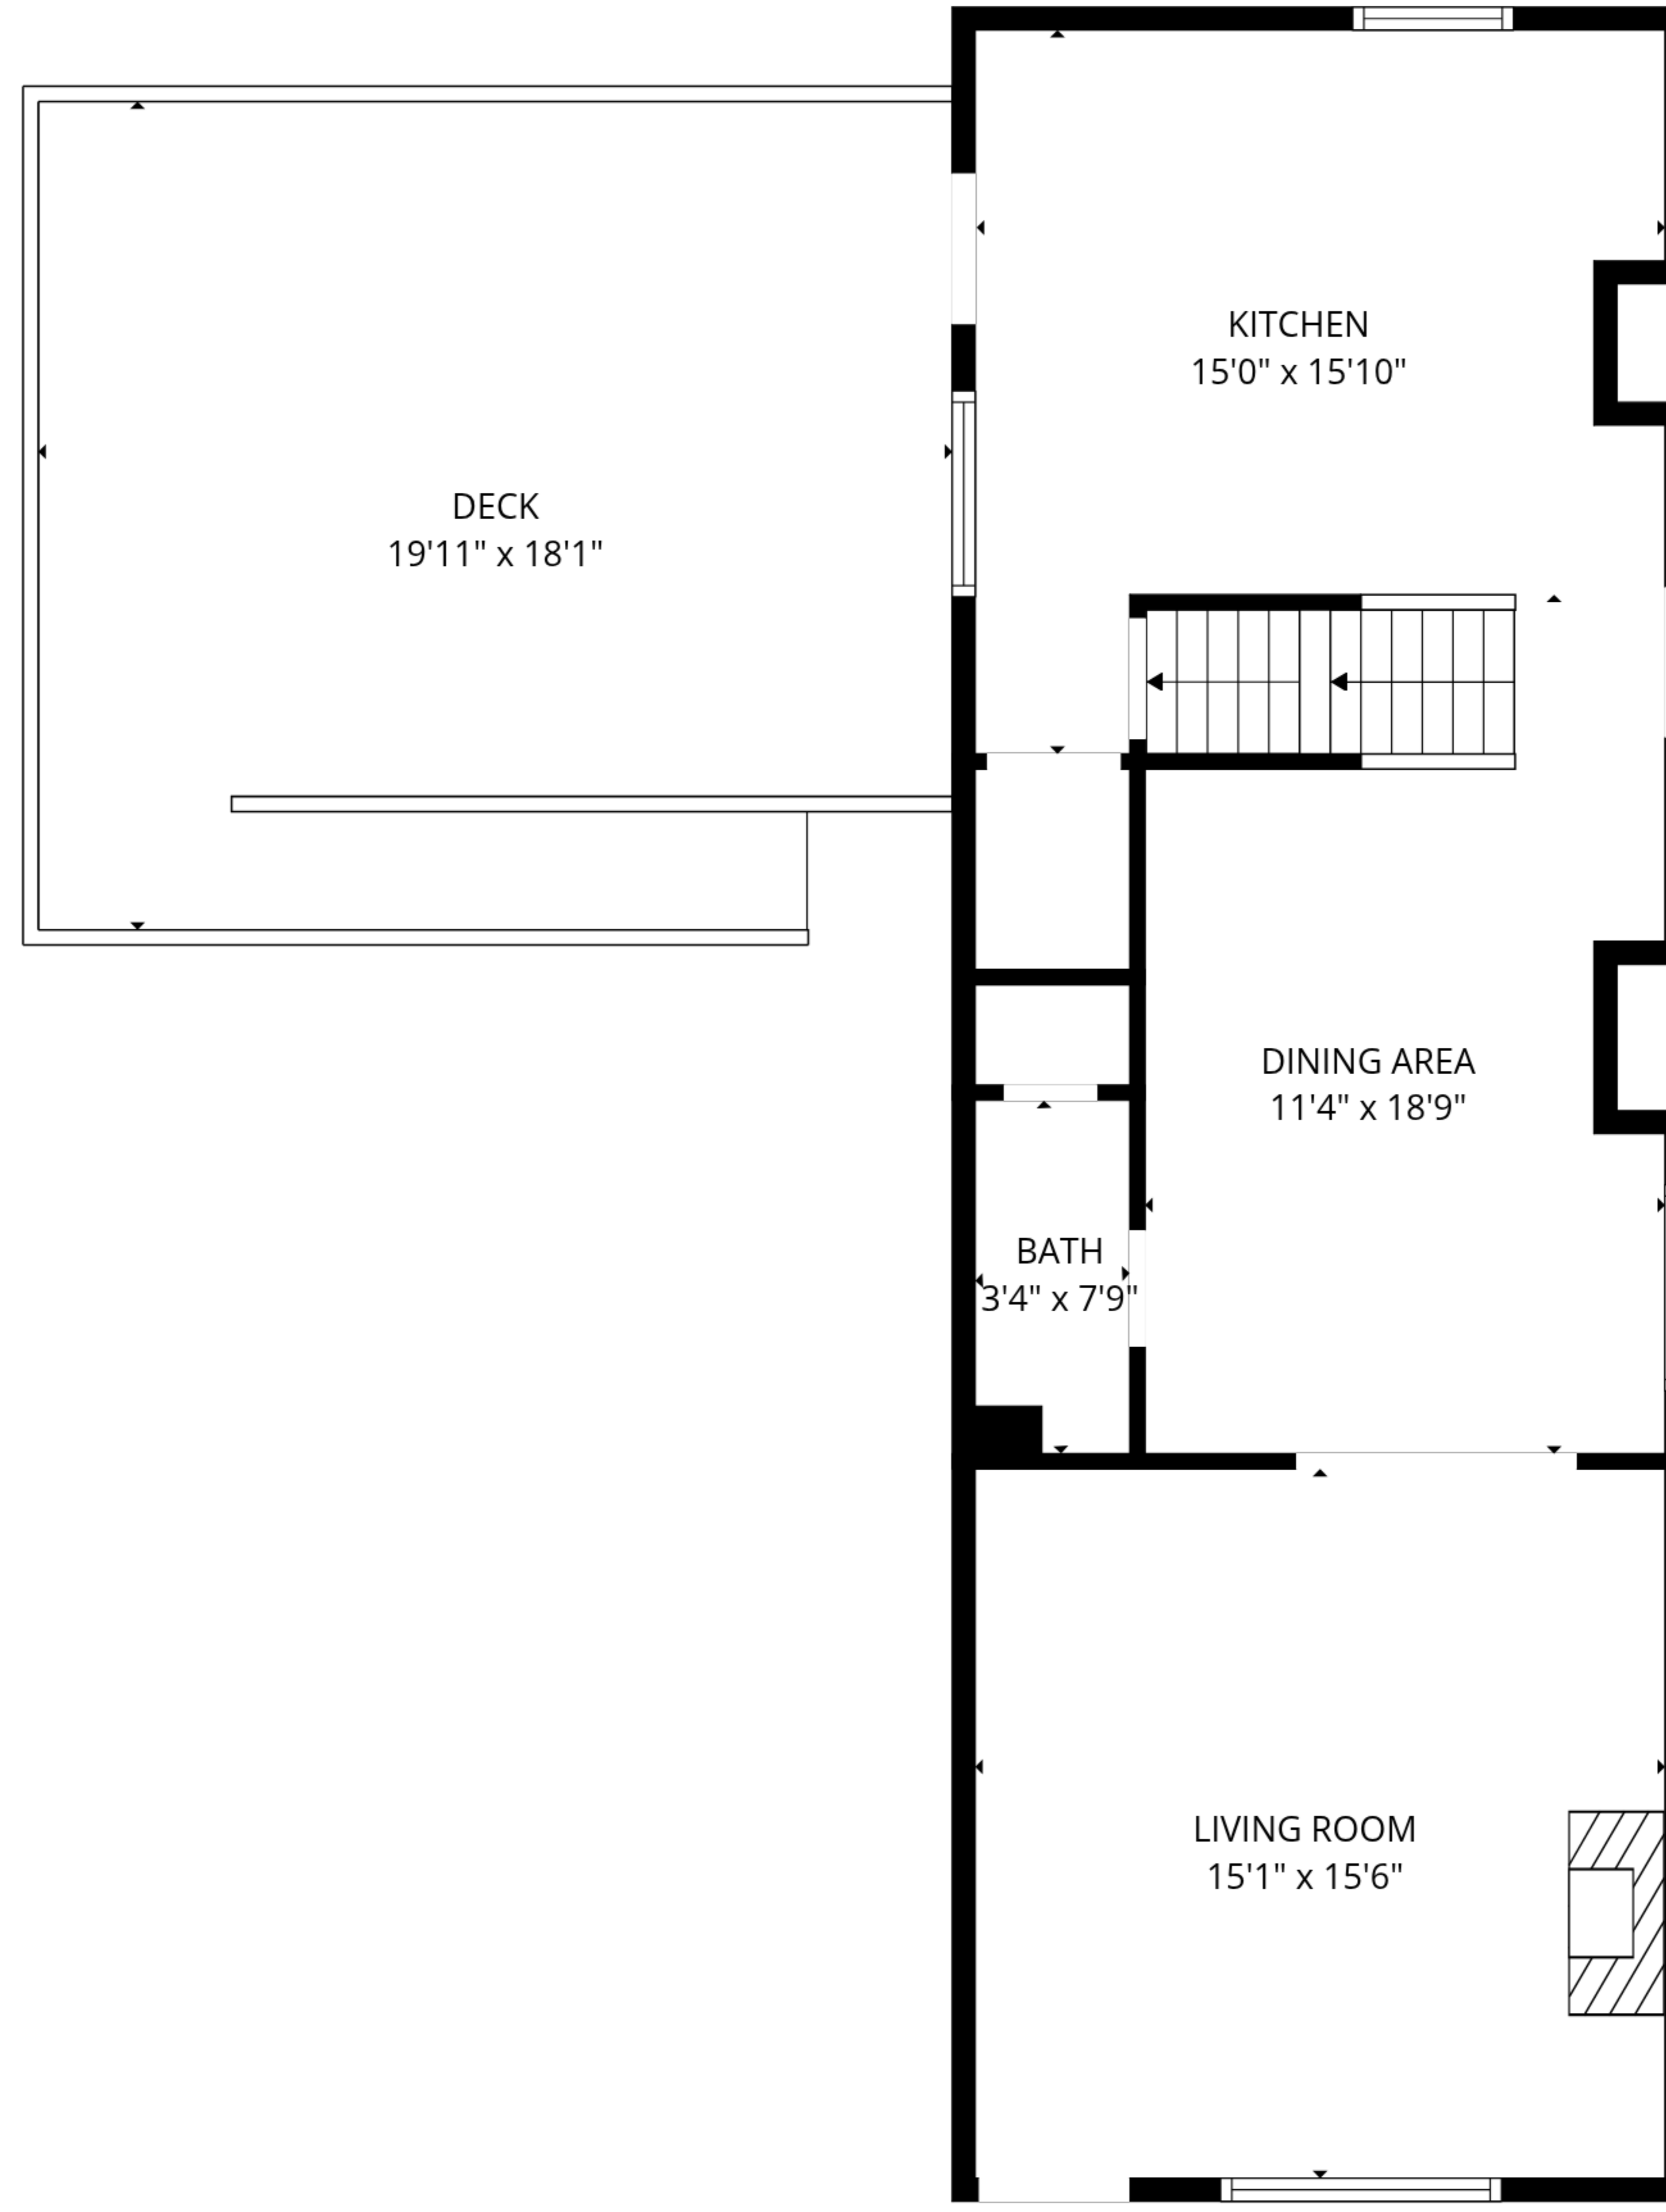 KITCHEN
15'0" x 15'10"
DECK
19'11" x 18'1"
DINING AREA
11'4" x 18'9"
BATH
3'4" x 7'9"
LIVING ROOM
15'1" x 15'6"